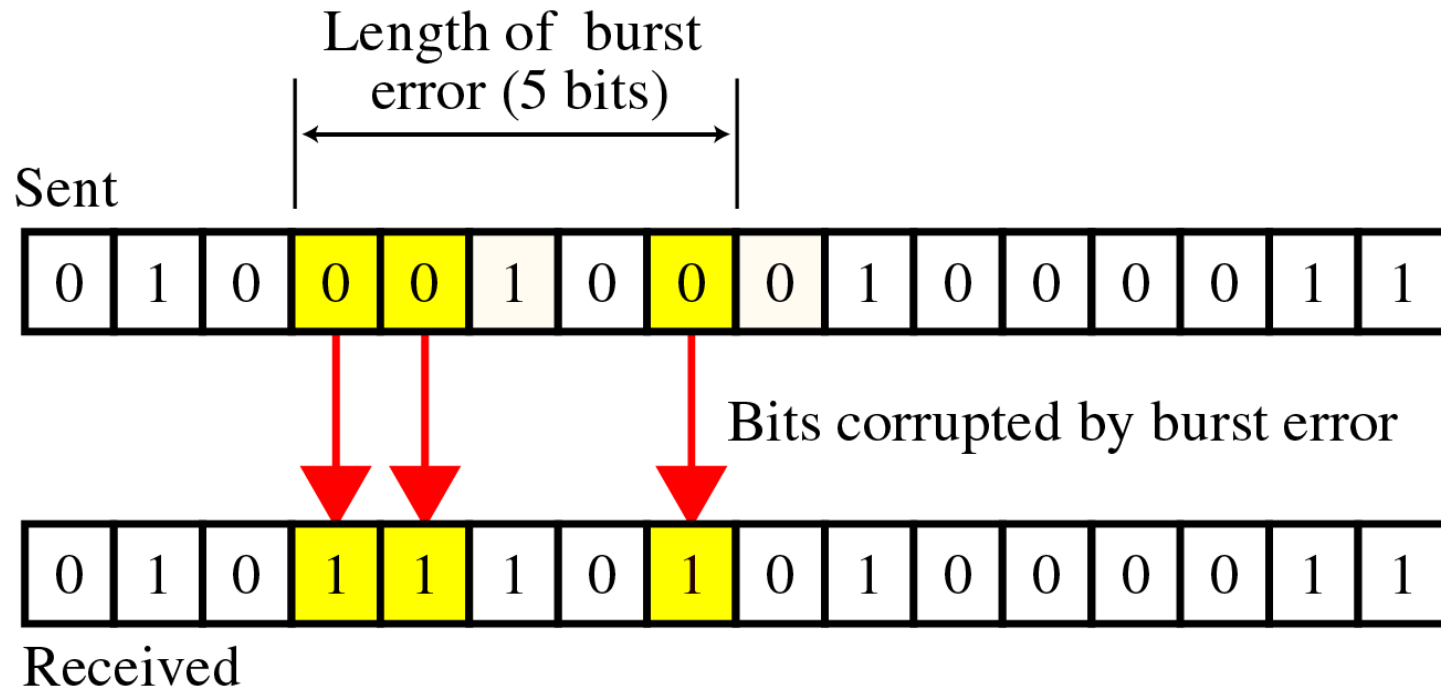 Length of burst
error (5 bits)
Sent
0 1 0 0 0 1 0 0 0 1 0 0 0 0 1 1
Bits corrupted by burst error
0 1 0 1 1 1 0 1 0 1 0 0 0 0 1 1
Received